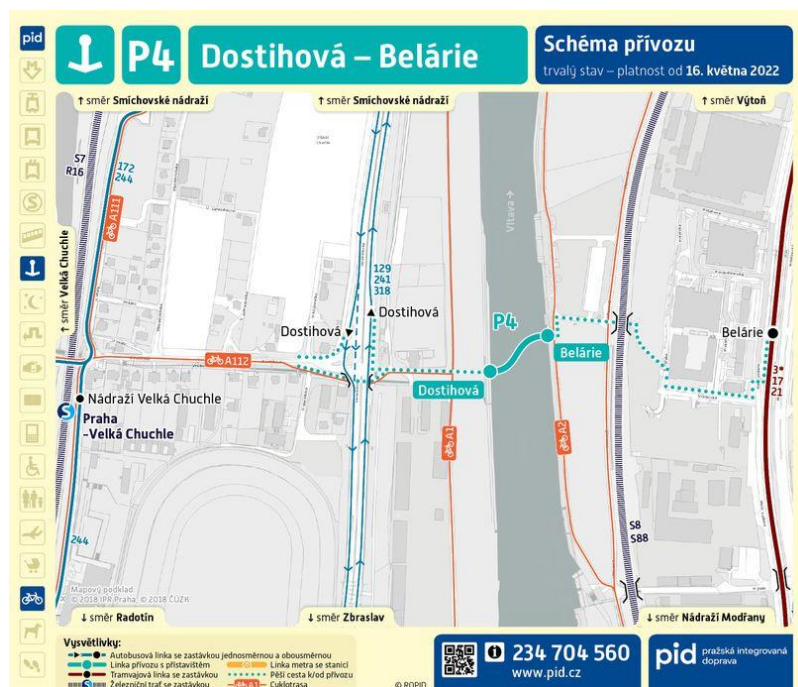 pid
P4
Dostihová – Belárie
Schéma přívozu
trvalý stav – platnost od 16. května 2022
↑ směr Smíchovské nádraží
↑ směr Smíchovské nádraží
↑ směr Výtoň
S7
R16
172
244
A111
↑ směr Velká Chuchle
Vltava →
129
241
318
Dostihová
Dostihová
P4
Belárie
Belárie
A112
Dostihová
3*
17
21
Nádraží Velká Chuchle
S
Praha
-Velká Chuchle
A1
A2
S8
S88
244
Mapový podklad
© 2018 IPR Praha, © 2018 ČÚZK
↓ směr Radotín
↓ směr Zbraslav
↓ směr Nádraží Modřany
Vysvětlivky:
Autobusová linka se zastávkou jednosměrnou a obousměrnou
Linka přívozu s přístavištěm
Linka metra se stanicí
Tramvajová linka se zastávkou
Pěší cesta k/od přívozu
Železniční trať se zastávkou
A1 Cyklotrasa
© ROPID
234 704 560
www.pid.cz
pid pražská integrovaná
doprava